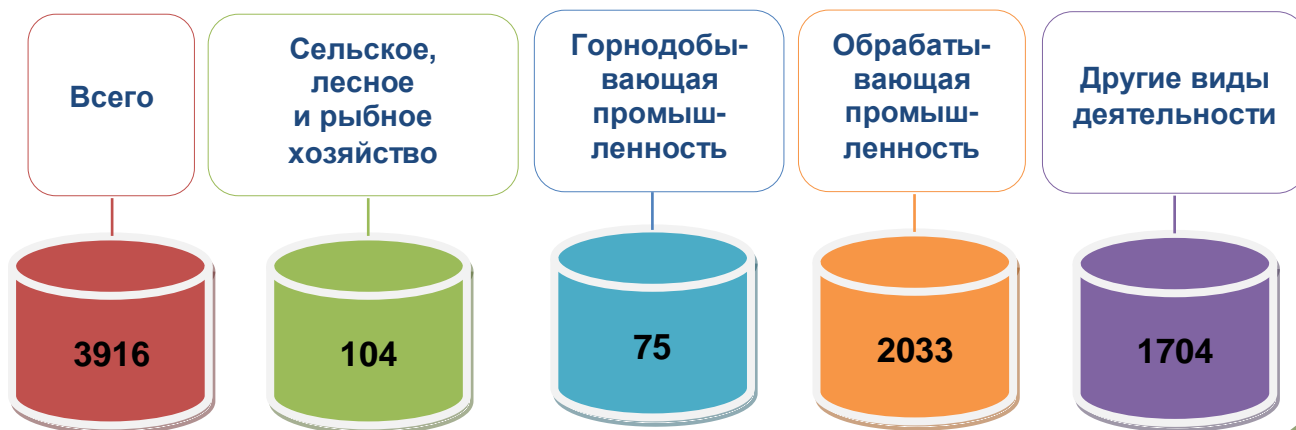 Всего
Сельское,
лесное
и рыбное
хозяйство
Горнодобы-
вающая
промыш-
ленность
Обрабаты-
вающая
промыш-
ленность
Другие виды
деятельности
3916
104
75
2033
1704